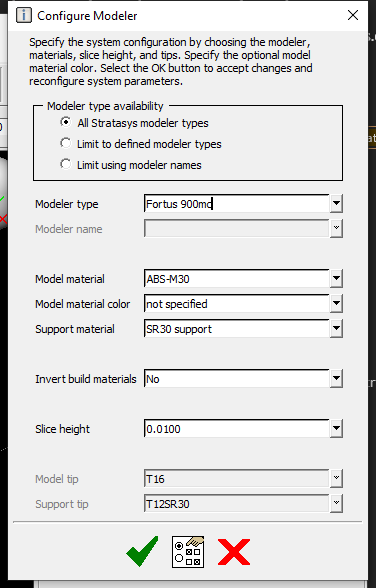 Configure Modeler
Specify the system configuration by choosing the modeler,
materials, slice height, and tips. Specify the optional model
material color. Select the OK button to accept changes and
reconfigure system parameters.
Modeler type availability
All Stratasys modeler types
Limit to defined modeler types
Limit using modeler names
Modeler type Fortus 900mc
Modeler name
Model material ABS-M30
Model material color not specified
Support material SR30 support
Invert build materials No
Slice height 0.0100
Model tip T16
Support tip T12SR30